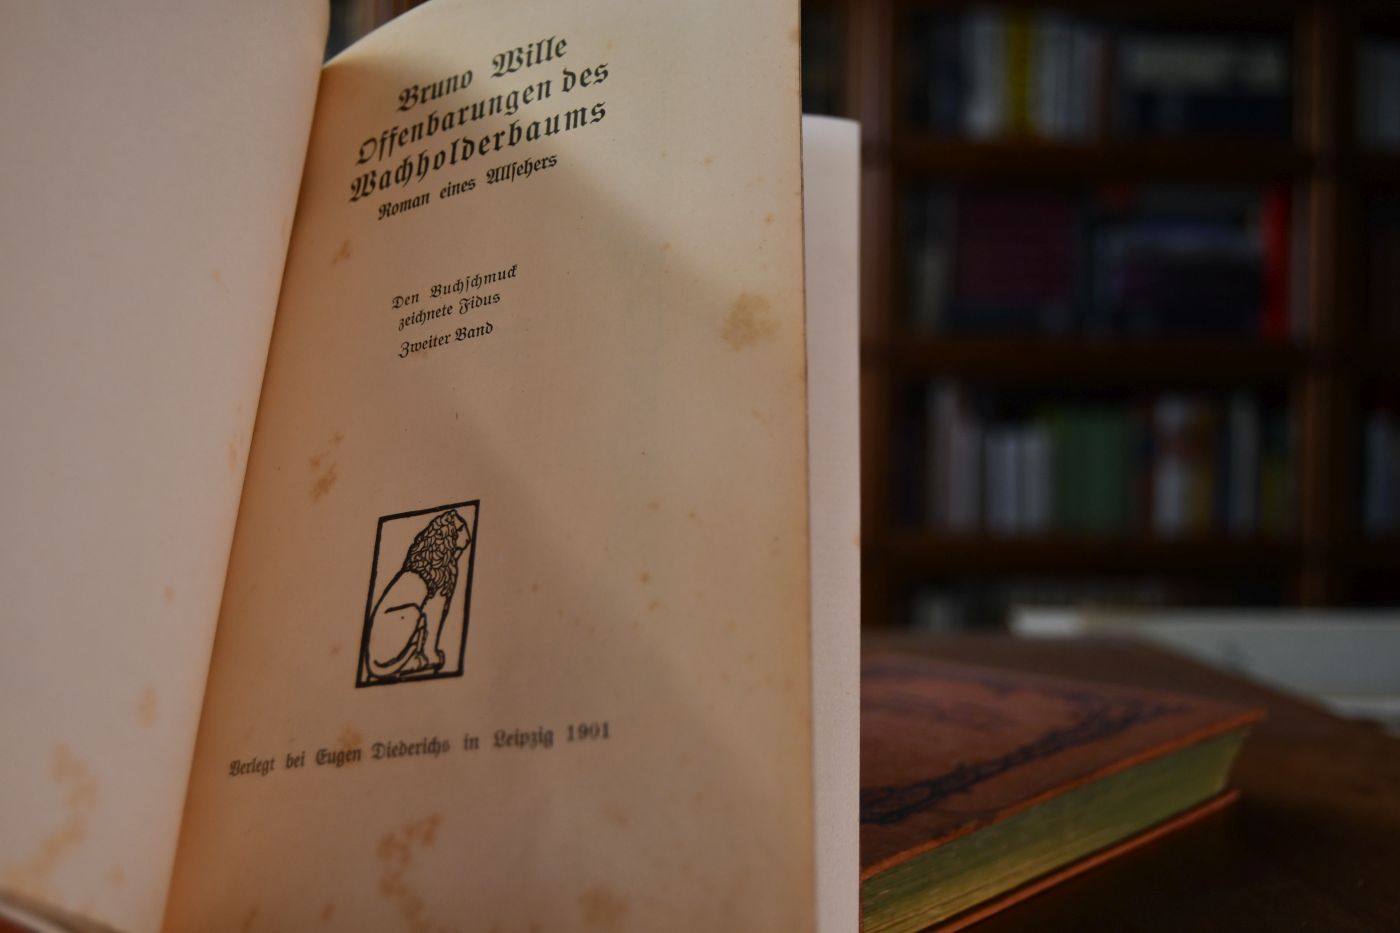 Bruno Wille
Offenbarungen des
Wachholderbaums
Roman eines Allſehers
Den Buchſchmuck
zeichnete Fidus
Zweiter Band
Verlegt bei Eugen Diederichs in Leipzig 1901